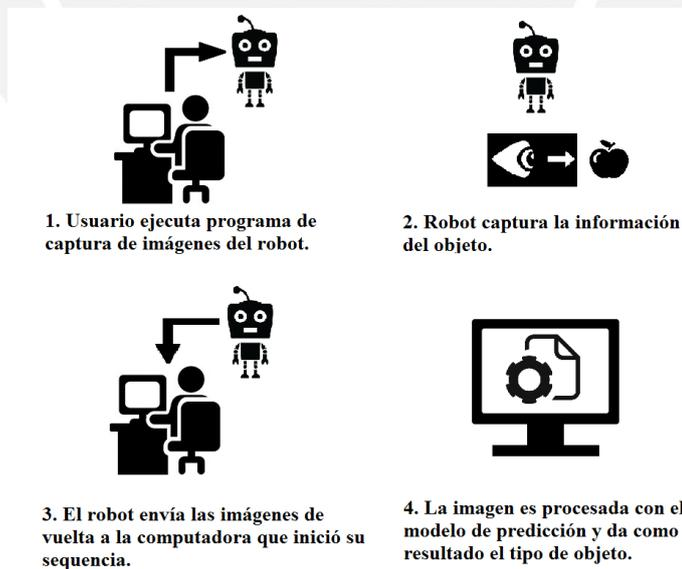 1. Usuario ejecuta programa de
captura de imágenes del robot.
2. Robot captura la información
del objeto.
3. El robot envía las imágenes de
vuelta a la computadora que inició su
sequencia.
4. La imagen es procesada con el
modelo de predicción y da como
resultado el tipo de objeto.